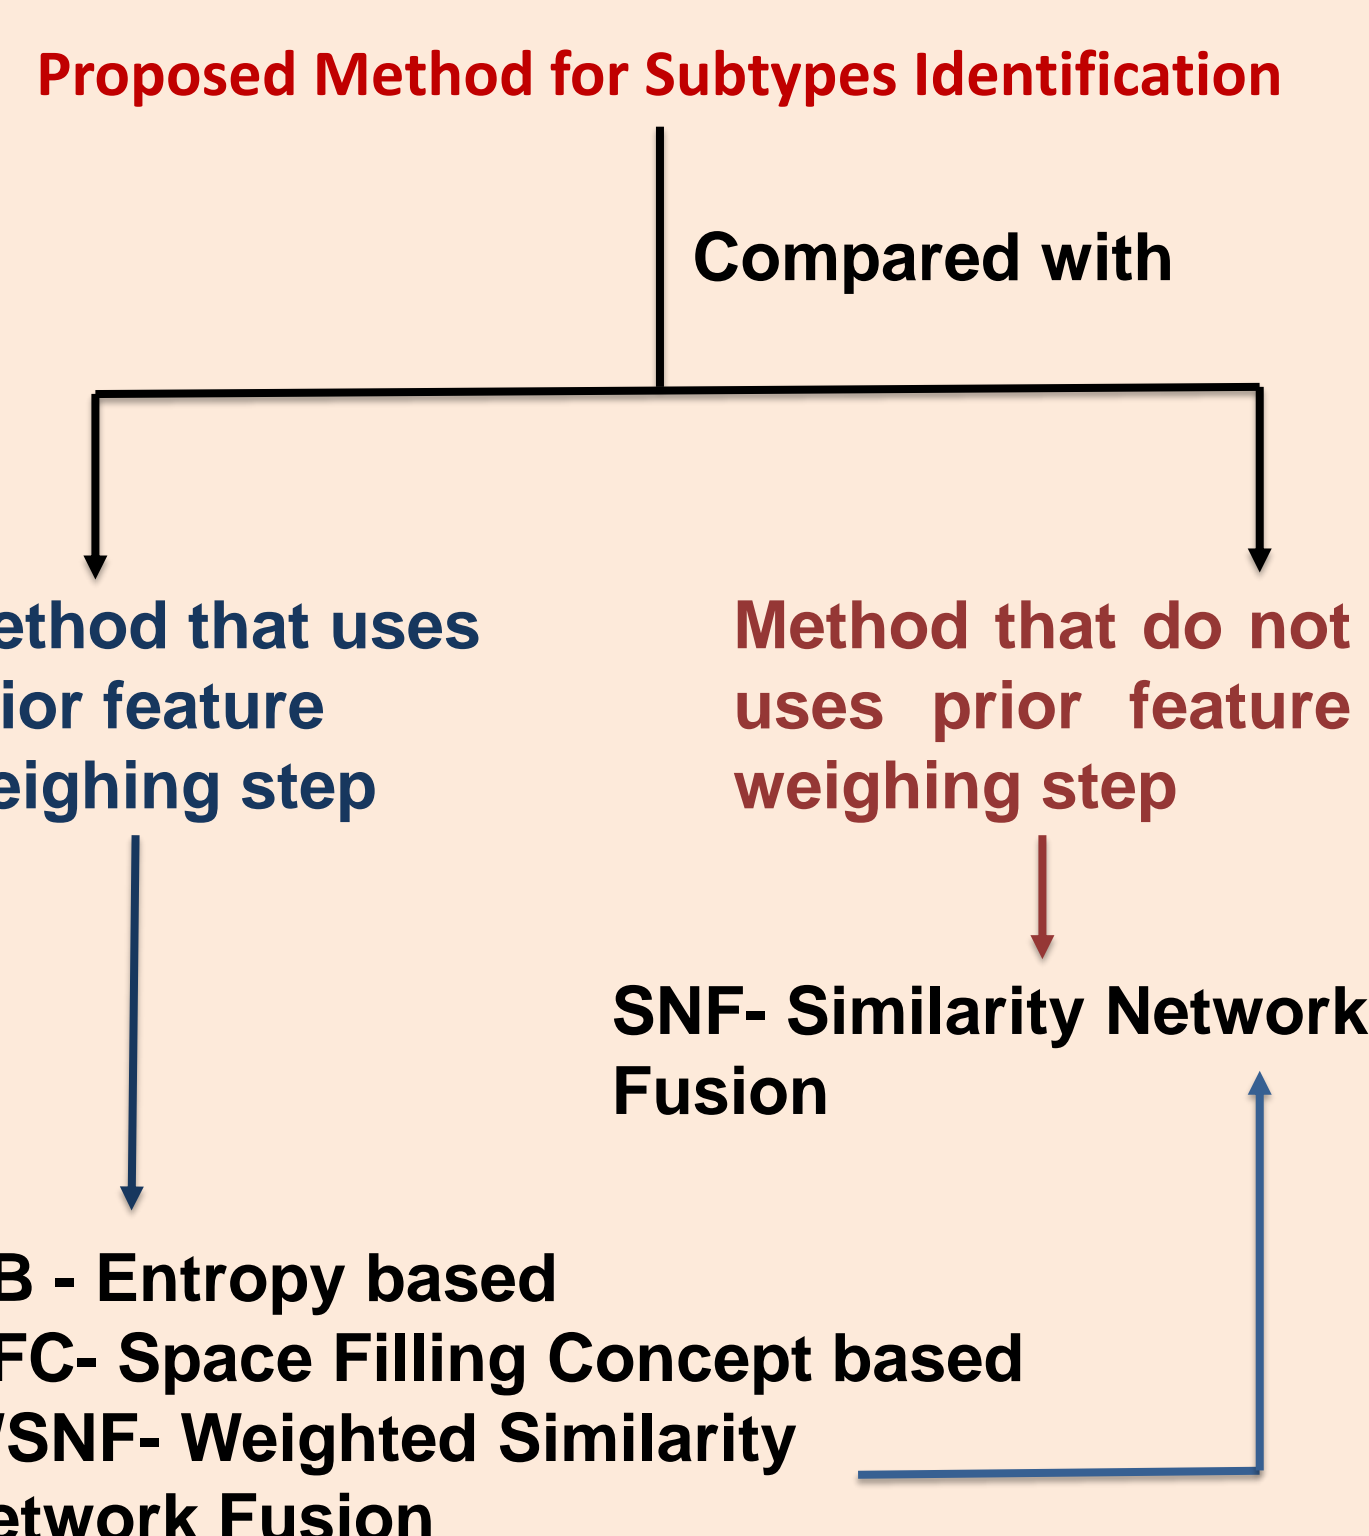 Proposed Method for Subtypes Identification
Compared with
ethod that uses
ior feature
eighing step
Method that do not
uses prior feature
weighing step
SNF- Similarity Network
Fusion
B - Entropy based
FC- Space Filling Concept based
SNF- Weighted Similarity
etwork Fusion